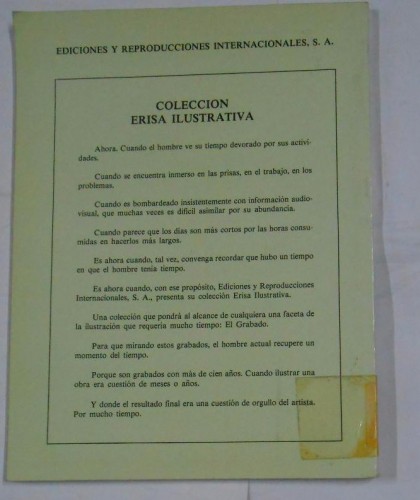 EDICIONES Y REPRODUCCIONES INTERNACIONALES, S. A.
COLECCION
ERISA ILUSTRATIVA
Ahora. Cuando el hombre ve su tiempo devorado por sus activi-
dades.
Cuando se encuentra inmerso en las prisas, en el trabajo, en los
problemas.
Cuando es bombardeado insistentemente con información audio-
visual, que muchas veces es difícil asimilar por su abundancia.
Cuando parece que los días son más cortos por las horas consu-
midas en hacerlos más largos.
Es ahora cuando, tal vez, convenga recordar que hubo un tiempo
en que el hombre tenía tiempo.
Es ahora cuando, con ese propósito, Ediciones y Reproducciones
Internacionales, S. A., presenta su colección Erisa Ilustrativa.
Una colección que pondrá al alcance de cualquiera una faceta de
la ilustración que requería mucho tiempo: El Grabado.
Para que mirando estos grabados, el hombre actual recupere un
momento del tiempo.
Porque son grabados con más de cien años. Cuando ilustrar una
obra era cuestión de meses o años.
Y donde el resultado final era una cuestión de orgullo del artista.
Por mucho tiempo.